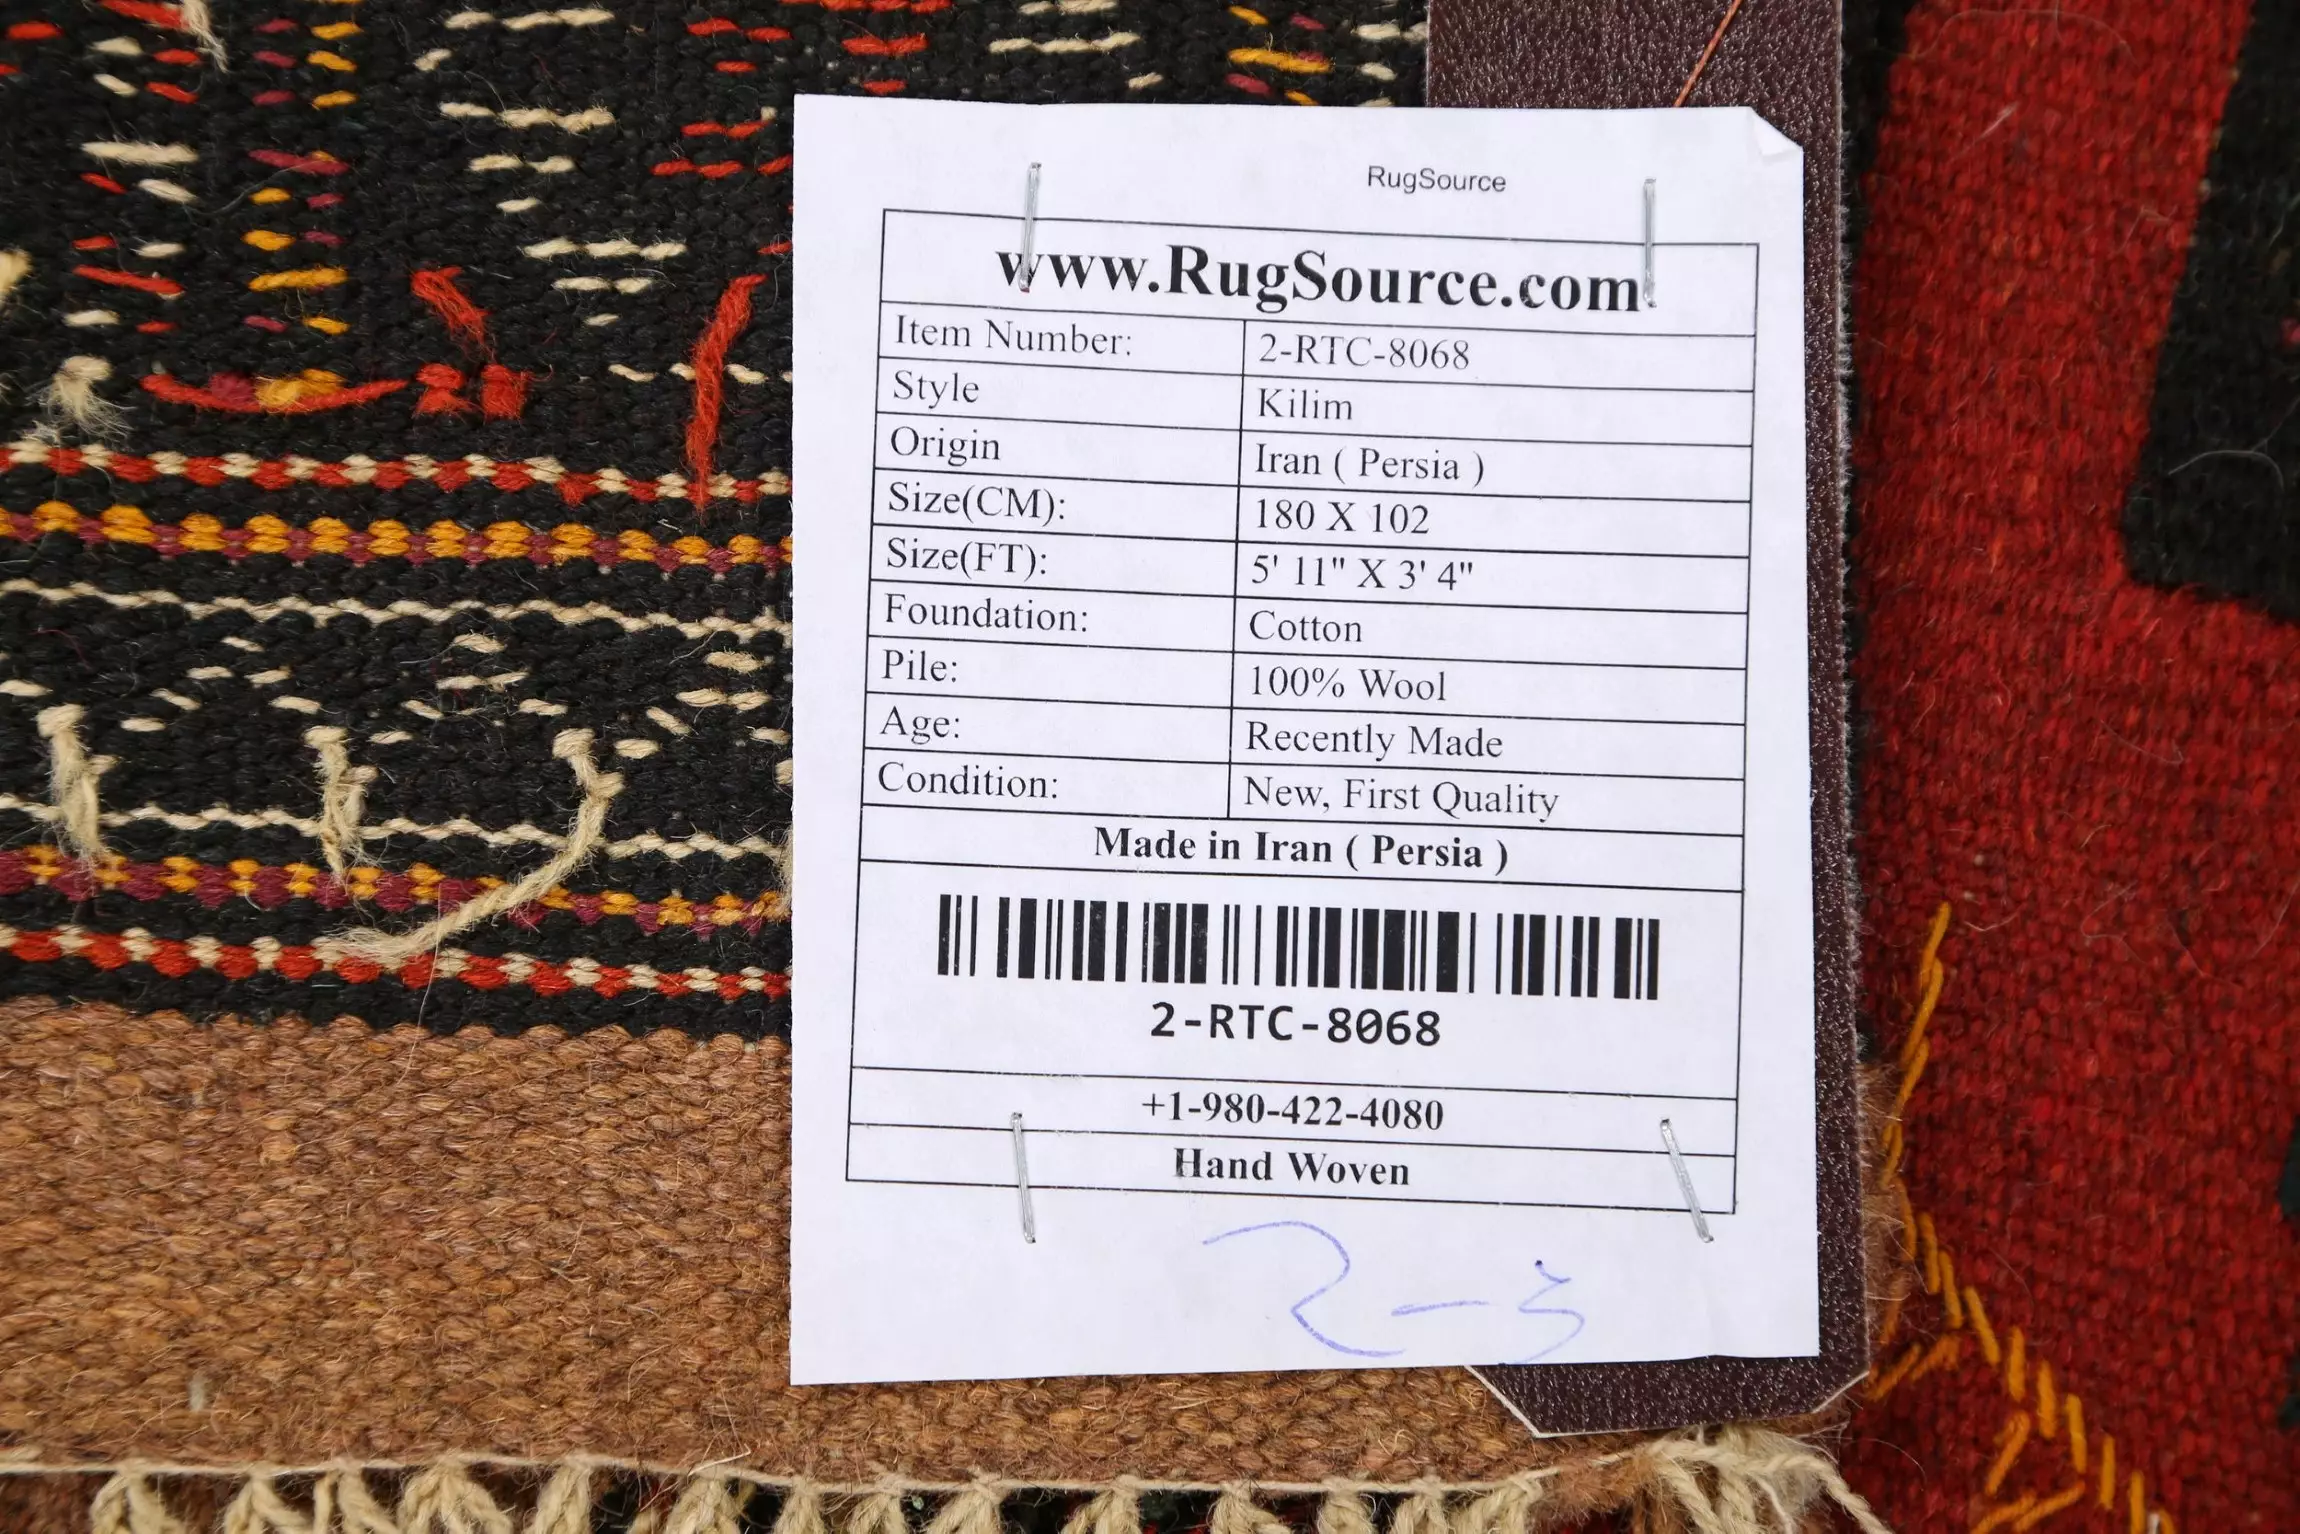 RugSource
www.RugSource.com
Item Number: 2-RTC-8068
Style Kilim
Origin Iran ( Persia )
Size(CM): 180 X 102
Size(FT): 5' 11" X 3' 4"
Foundation: Cotton
Pile: 100% Wool
Age: Recently Made
Condition: New, First Quality
Made in Iran ( Persia )
2-RTC-8068
+1-980-422-4080
Hand Woven
2-3